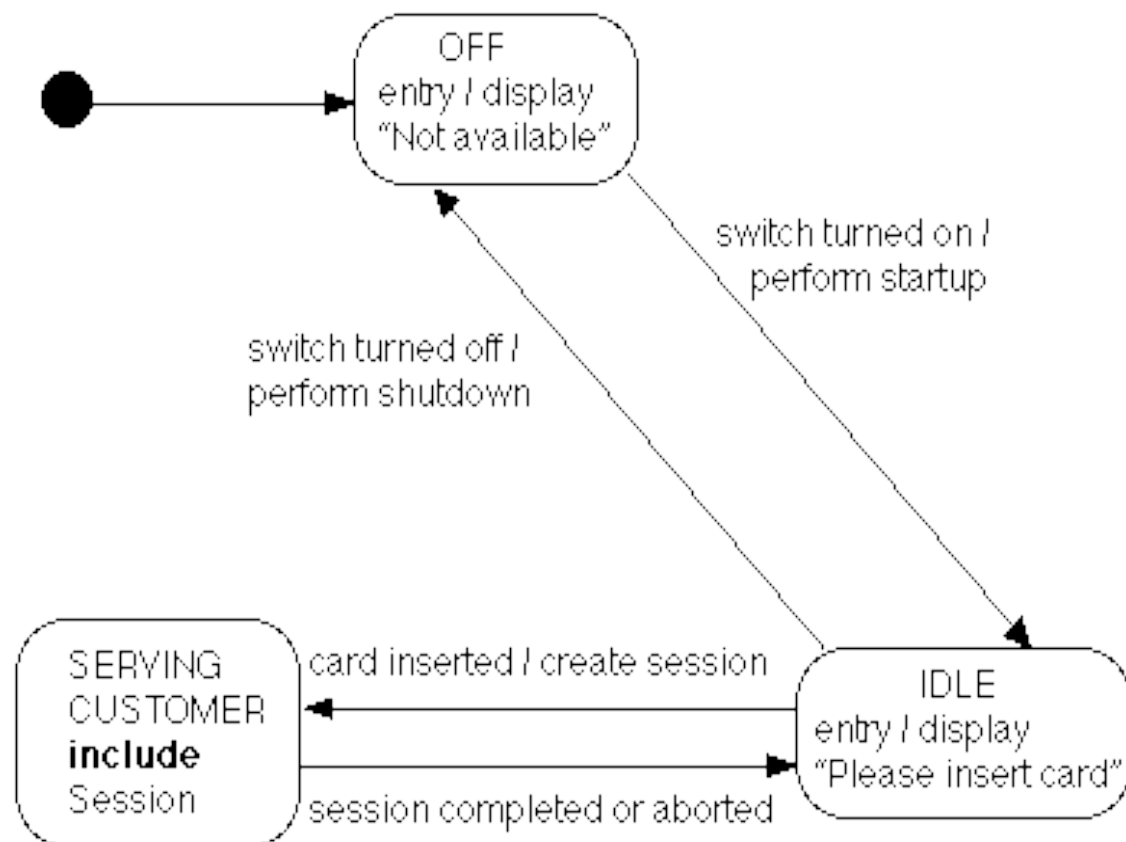 OFF
entry / display
“Not available”
switch turned on /
perform startup
switch turned off /
perform shutdown
SERVING
CUSTOMER
include
Session
card inserted / create session
session completed or aborted
IDLE
entry / display
“Please insert card”